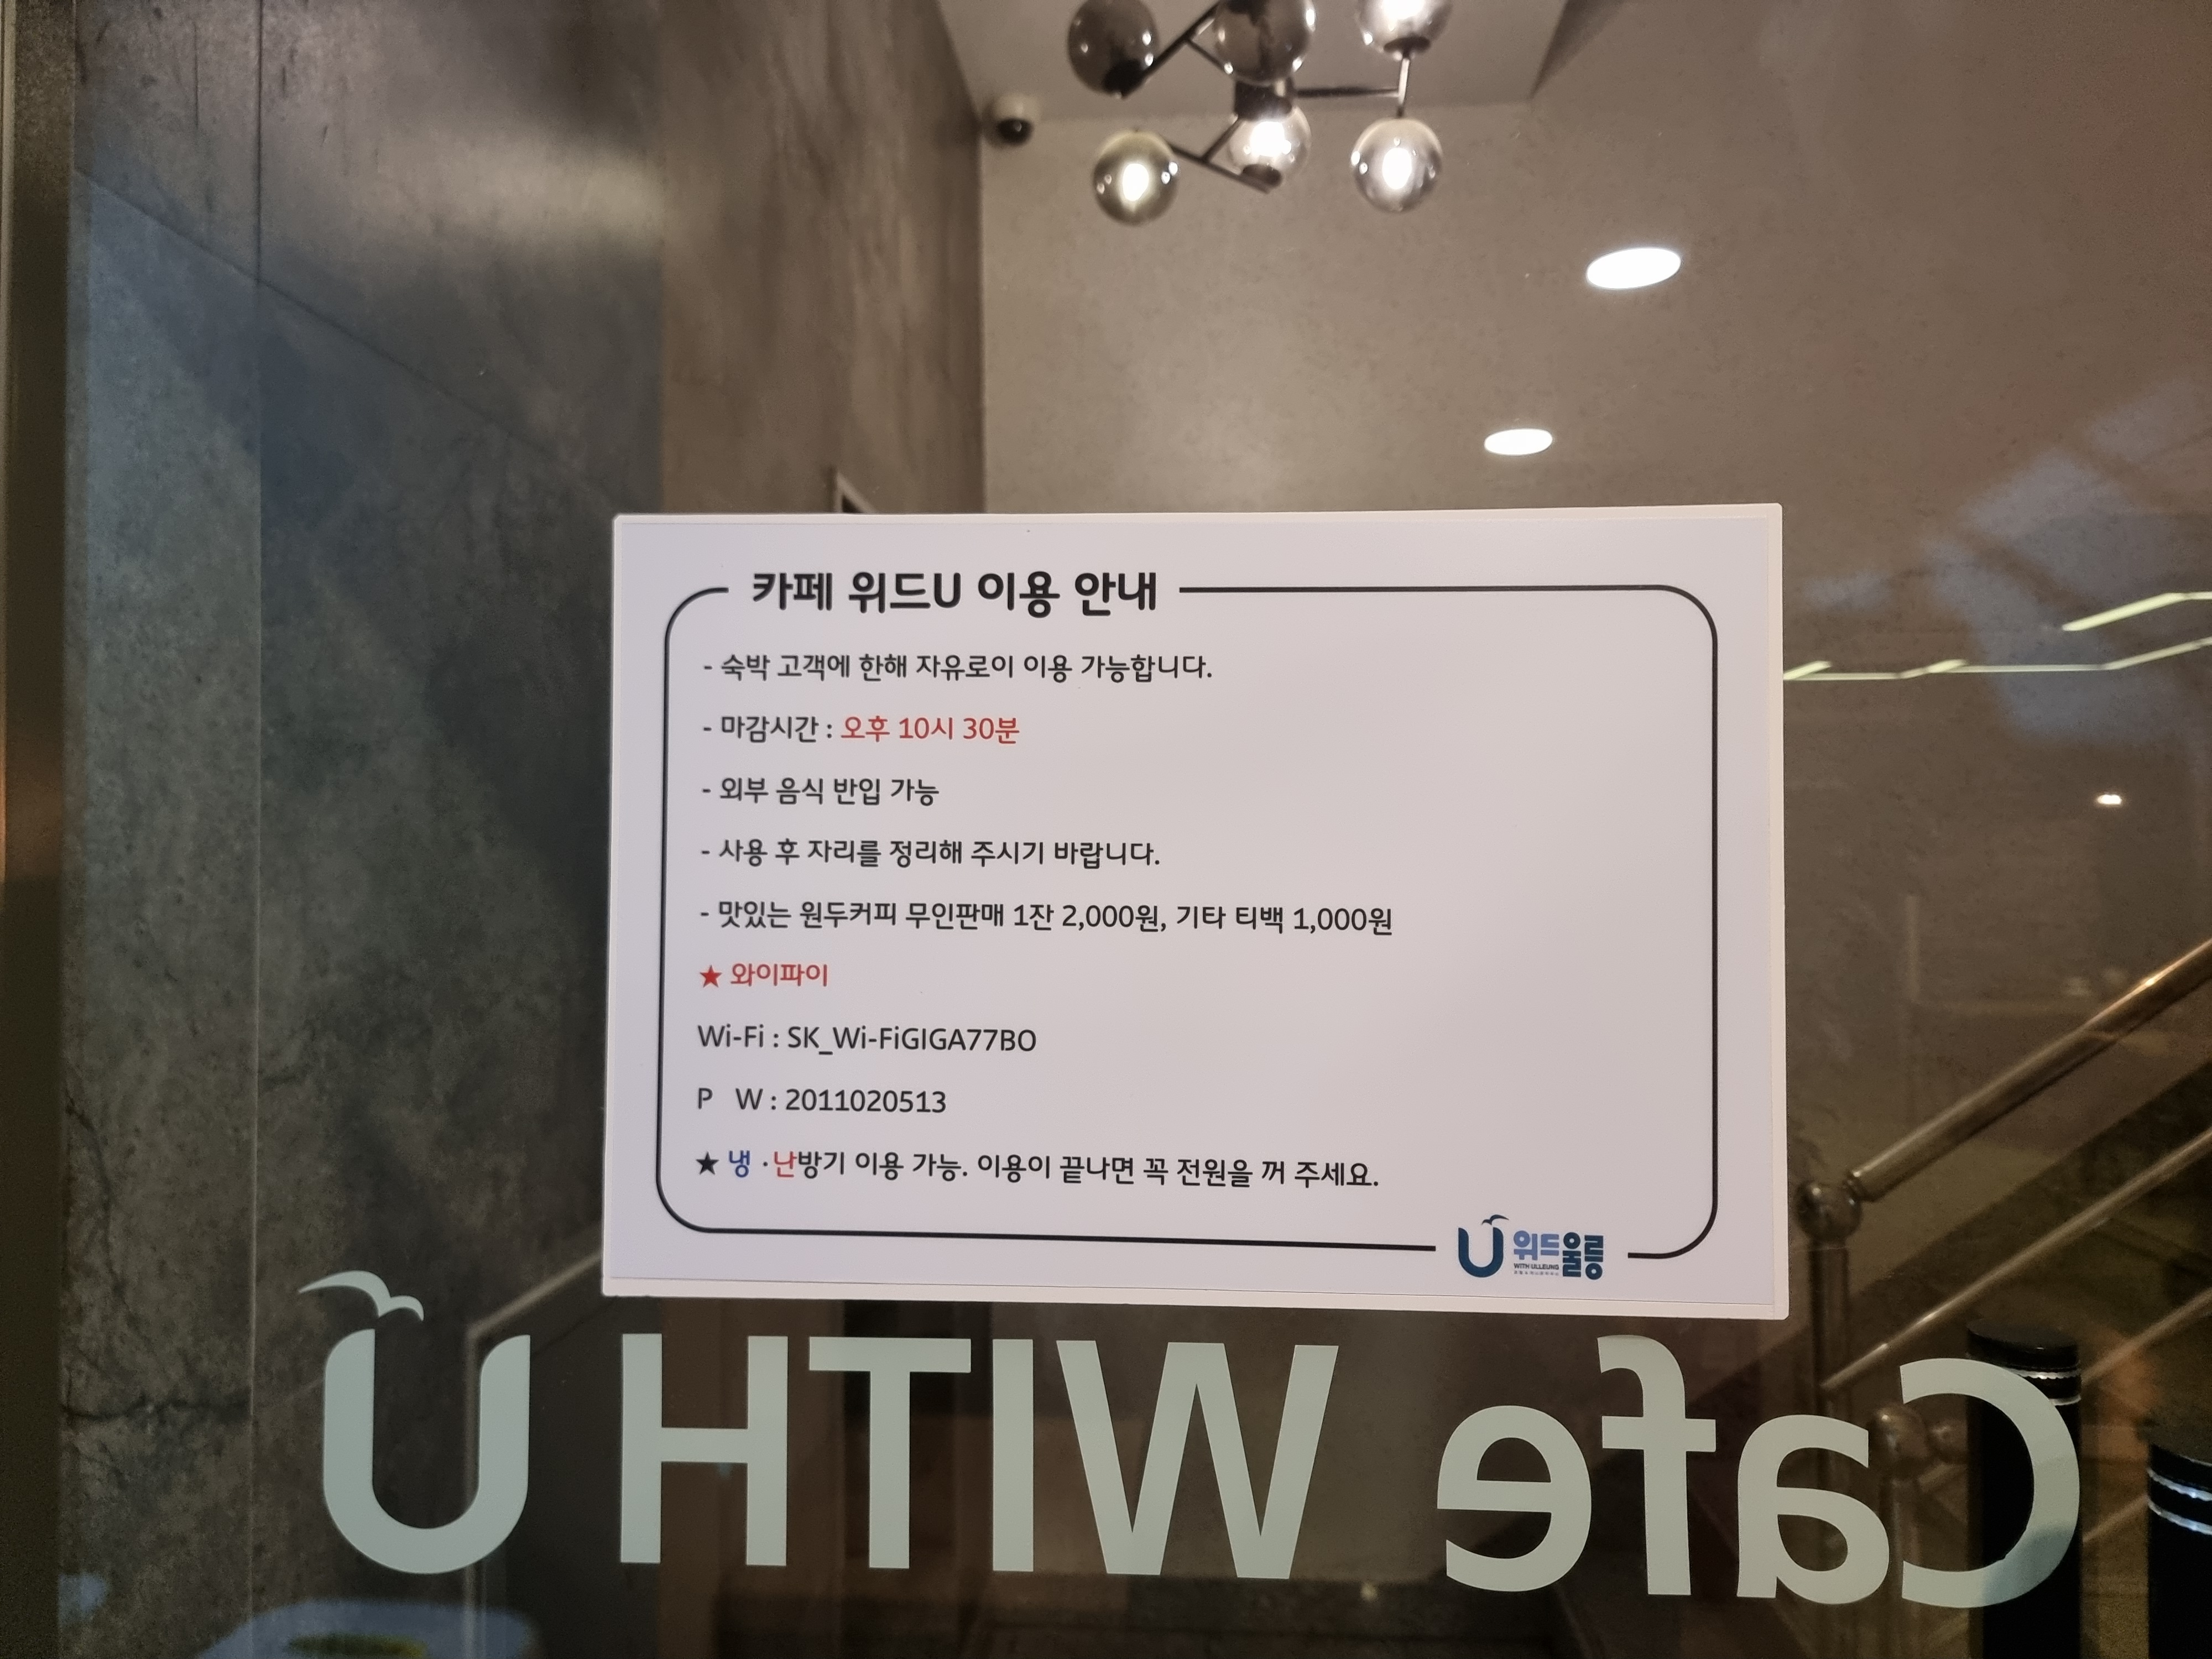 카페 위드U 이용 안내
- 숙박 고객에 한해 자유로이 이용 가능합니다.
- 마감시간 : 오후 10시 30분
- 외부 음식 반입 가능
- 사용 후 자리를 정리해 주시기 바랍니다.
- 맛있는 원두커피 무인판매 1잔 2,000원, 기타 티백 1,000원
★ 와이파이
Wi-Fi : SK_Wi-FiGIGA77BO
P W : 2011020513
★ 냉·난방기 이용 가능. 이용이 끝나면 꼭 전원을 꺼 주세요.
U 위드울릉
WITH ULLEUNG
Cafe WITH U